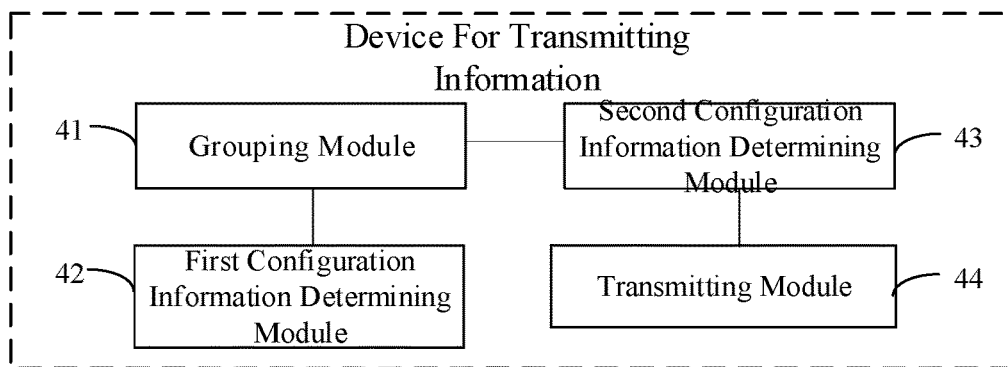 Device For Transmitting
Information
41
Grouping Module
Second Configuration
Information Determining
Module
43
42
First Configuration
Information Determining
Module
Transmitting Module
44